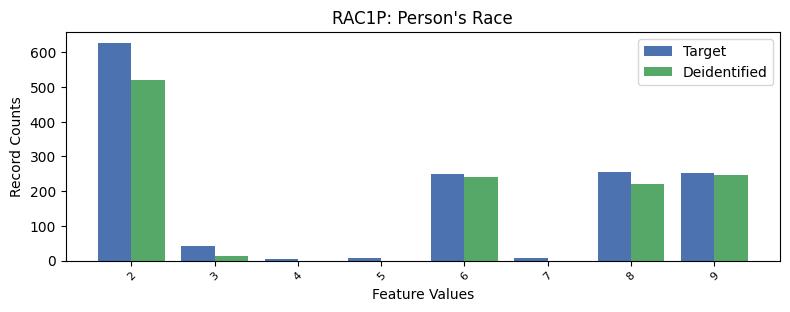 RAC1P: Person's Race
Target
Deidentified
Record Counts
600
500
400
300
200
100
0
2 3 4 5 6 7 8 9
Feature Values